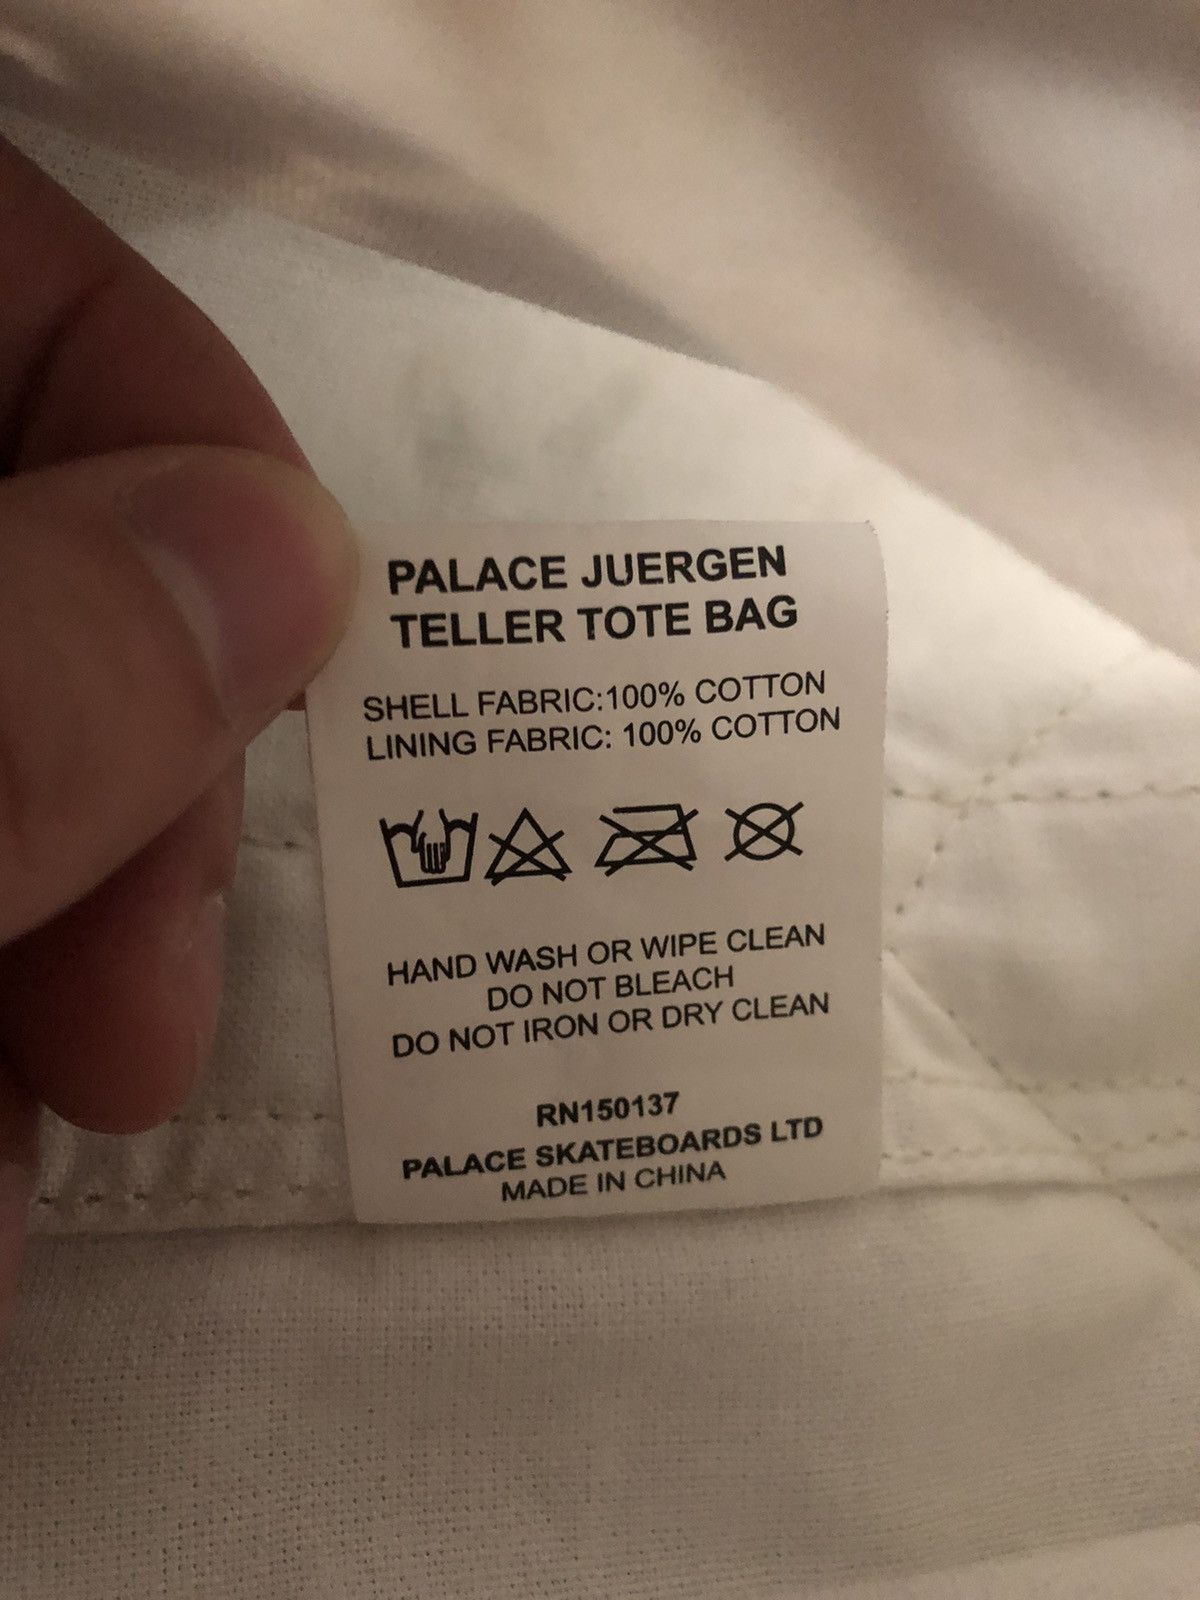 PALACE JUERGEN
TELLER TOTE BAG
SHELL FABRIC:100% COTTON
LINING FABRIC: 100% COTTON
HAND WASH OR WIPE CLEAN
DO NOT BLEACH
DO NOT IRON OR DRY CLEAN
RN150137
PALACE SKATEBOARDS LTD
MADE IN CHINA